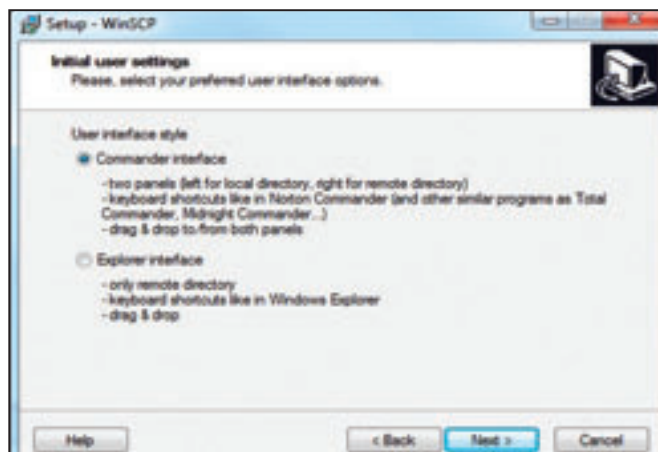 Setup - WinSCP
Initial user settings
Please, select your preferred user interface options.
User interface style
Commander interface
-two panels (left for local directory, right for remote directory)
-keyboard shortcuts like in Norton Commander (and other similar programs as Total
Commander, Midnight Commander...)
-drag & drop to/from both panels
Explorer interface
-only remote directory
-keyboard shortcuts like in Windows Explorer
-drag & drop
Help
< Back
Next >
Cancel